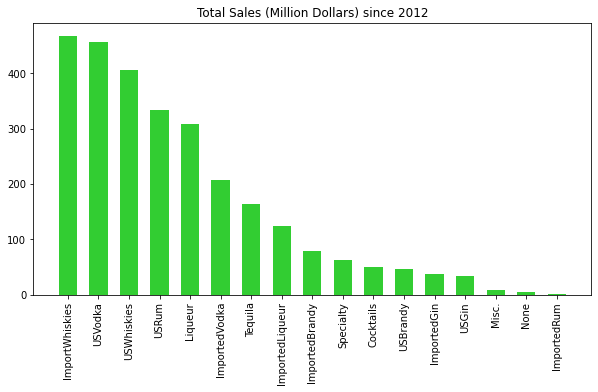 Total Sales (Million Dollars) since 2012
400
300
200
100
0
ImportWhiskies
USVodka
USWhiskies
USRum
Liqueur
ImportedVodka
Tequila
ImportedLiqueur
ImportedBrandy
Specialty
Cocktails
USBrandy
ImportedGin
USGin
Misc.
None
ImportedRum